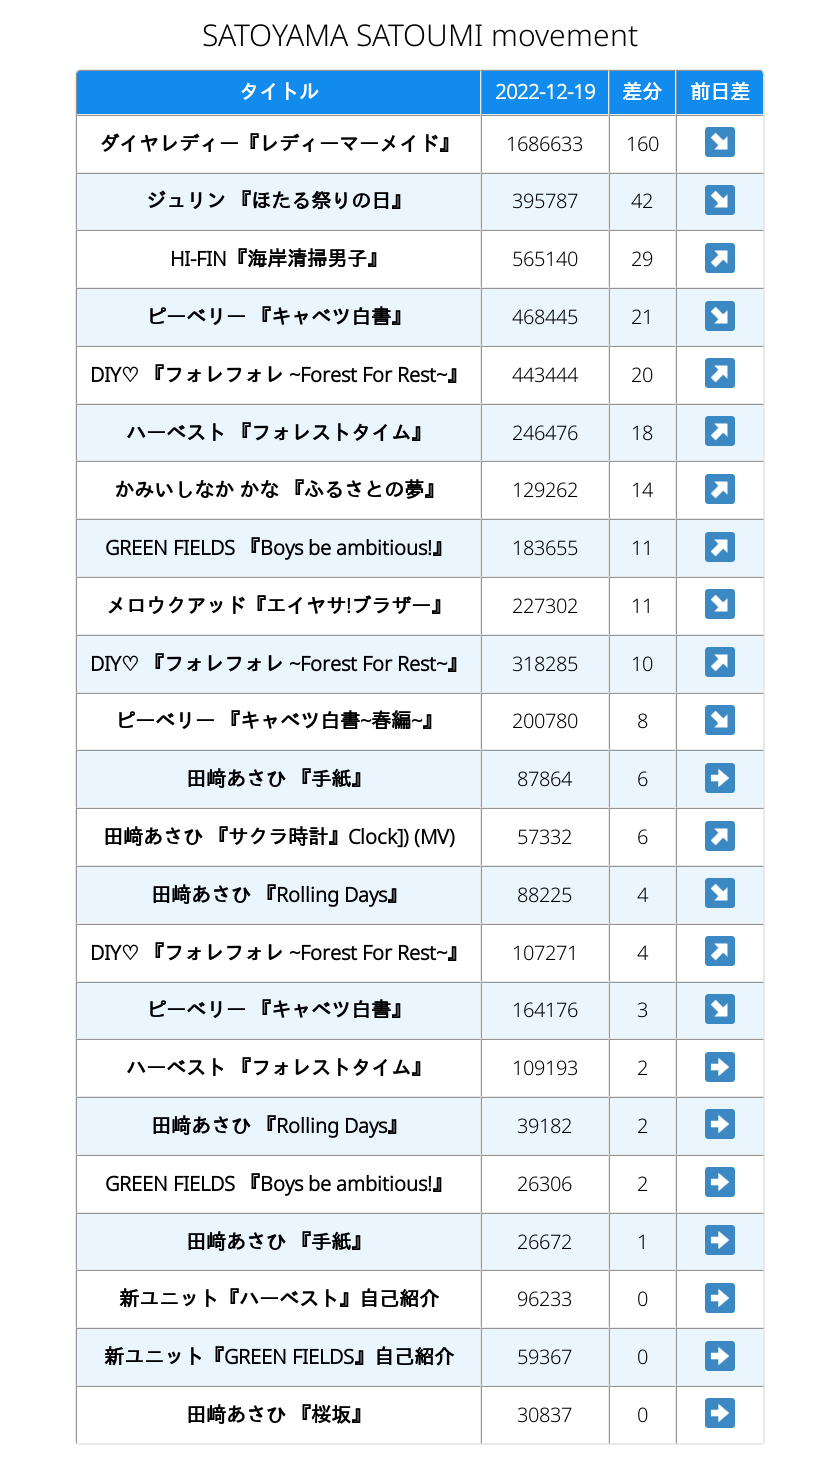 SATOYAMA SATOUMI movement
タイトル 2022-12-19 差分 前日差
ダイヤレディー『レディーマーメイド』 1686633 160 ↘
ジュリン 『ほたる祭りの日』 395787 42 ↘
HI-FIN『海岸清掃男子』 565140 29 ↗
ピーベリー 『キャベツ白書』 468445 21 ↘
DIY♡ 『フォレフォレ ~Forest For Rest~』 443444 20 ↗
ハーベスト 『フォレストタイム』 246476 18 ↗
かみいしなか かな 『ふるさとの夢』 129262 14 ↗
GREEN FIELDS 『Boys be ambitious!』 183655 11 ↗
メロウクアッド『エイヤサ!ブラザー』 227302 11 ↘
DIY♡ 『フォレフォレ ~Forest For Rest~』 318285 10 ↗
ピーベリー 『キャベツ白書~春編~』 200780 8 ↘
田﨑あさひ 『手紙』 87864 6 ➡
田﨑あさひ 『サクラ時計』Clock]) (MV) 57332 6 ↗
田﨑あさひ 『Rolling Days』 88225 4 ↘
DIY♡ 『フォレフォレ ~Forest For Rest~』 107271 4 ↗
ピーベリー 『キャベツ白書』 164176 3 ↘
ハーベスト 『フォレストタイム』 109193 2 ➡
田﨑あさひ 『Rolling Days』 39182 2 ➡
GREEN FIELDS 『Boys be ambitious!』 26306 2 ➡
田﨑あさひ 『手紙』 26672 1 ➡
新ユニット『ハーベスト』自己紹介 96233 0 ➡
新ユニット『GREEN FIELDS』自己紹介 59367 0 ➡
田﨑あさひ 『桜坂』 30837 0 ➡